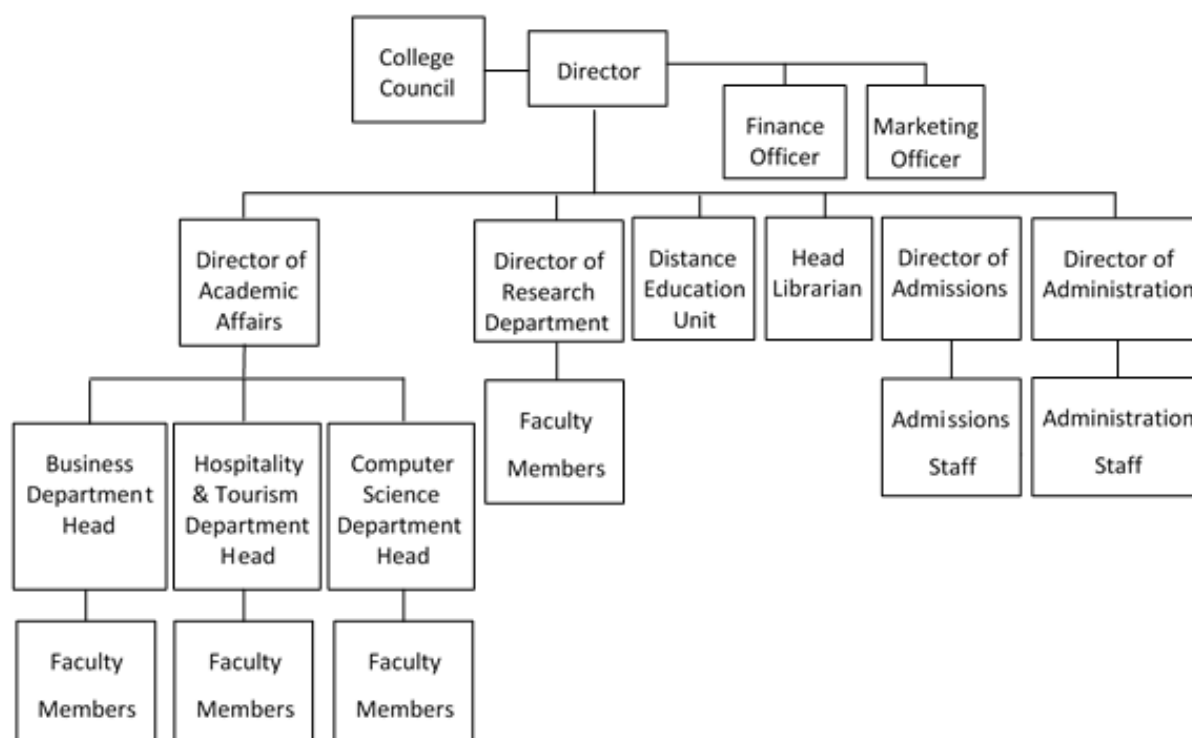 College
Council
Director
Finance
Officer
Marketing
Officer
Director of
Academic
Affairs
Director of
Research
Department
Distance
Education
Unit
Head
Librarian
Director of
Admissions
Director of
Administration
Business
Department
Head
Hospitality
& Tourism
Department
Head
Computer
Science
Department
Head
Faculty
Members
Admissions
Staff
Administration
Staff
Faculty
Members
Faculty
Members
Faculty
Members